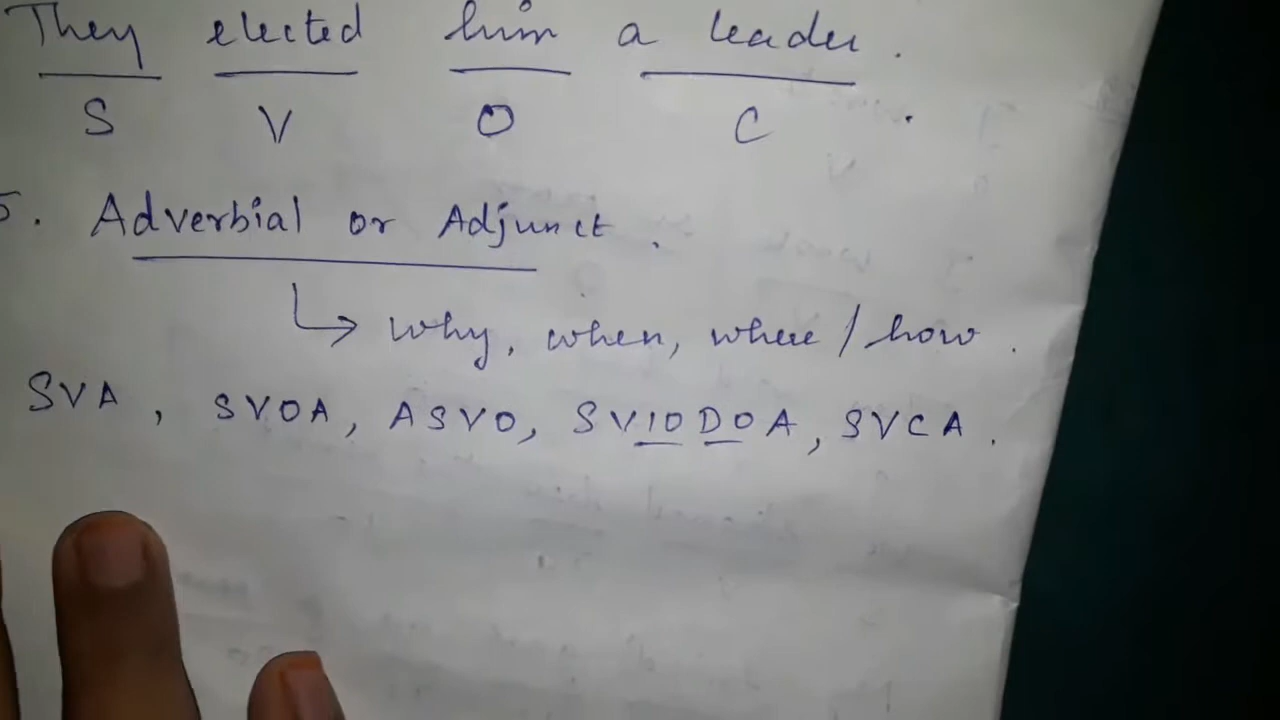 They elected him a leader.
S V O C
5. Adverbial or Adjunct.
↳ why, when, where / how.
SVA, SVOA, ASVO, SVIODOA, SVCA.